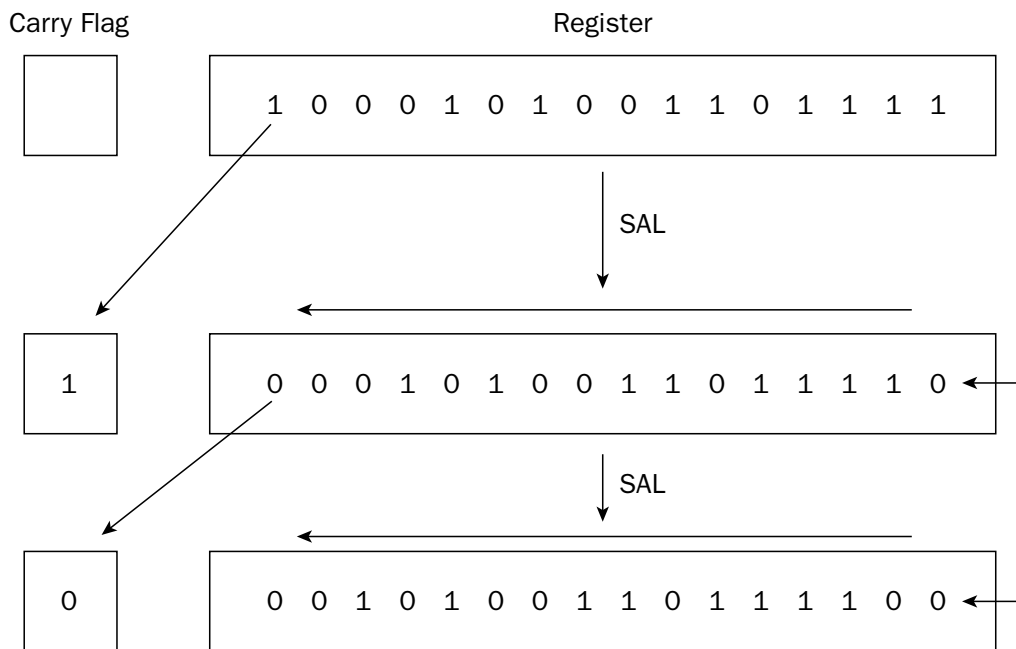 Carry Flag Register
1 0 0 0 1 0 1 0 0 1 1 0 1 1 1 1
SAL
1 0 0 0 1 0 1 0 0 1 1 0 1 1 1 1 0
SAL
0 0 0 1 0 1 0 0 1 1 0 1 1 1 1 0 0